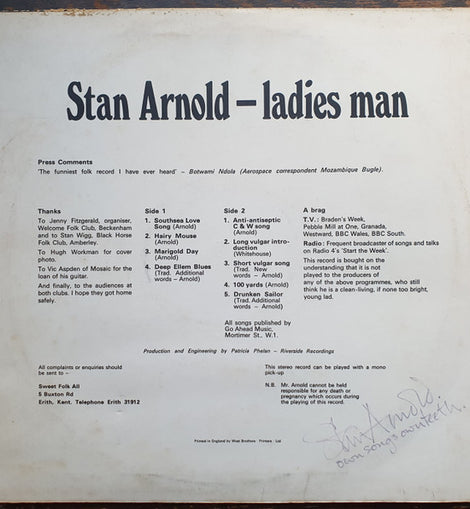 Stan Arnold – ladies man
Press Comments
'The funniest folk record I have ever heard' – Botwami Ndola (Aerospace correspondent Mozambique Bugle).
Thanks
To Jenny Fitzgerald, organiser,
Welcome Folk Club, Beckenham
and to Stan Wigg, Black Horse
Folk Club, Amberley.
To Hugh Workman for cover
photo.
To Vic Aspden of Mosaic for the
loan of his guitar.
And finally, to the audiences at
both clubs. I hope they got home
safely.
Side 1
1. Southsea Love
Song (Arnold)
2. Hairy Mouse
(Arnold)
3. Marigold Day
(Arnold)
4. Deep Ellem Blues
(Trad. Additional
words – Arnold)
Side 2
1. Anti-antiseptic
C & W song
(Arnold)
2. Long vulgar intro-
duction
(Whitehouse)
3. Short vulgar song
(Trad. New
words – Arnold)
4. 100 yards (Arnold)
5. Drunken Sailor
(Trad. Additional
words – Arnold)
All songs published by
Go Ahead Music,
Mortimer St., W.1.
A brag
T.V.: Braden's Week,
Pebble Mill at One, Granada,
Westward, BBC Wales, BBC South.
Radio: Frequent broadcaster of songs and talks
on Radio 4's 'Start the Week'.
This record is bought on the
understanding that it is not
played to the producers of
any of the above programmes, who still
think he is a clean-living, if none too bright,
young lad.
Production and Engineering by Patricia Phelan – Riverside Recordings
All complaints or enquiries should
be sent to –
Sweet Folk All
5 Buxton Rd
Erith, Kent. Telephone Erith 31912
This stereo record can be played with a mono
pick-up
N.B. Mr. Arnold cannot be held
responsible for any death or
pregnancy which occurs during
the playing of this record.
Printed in England by West Brothers · Printers · Ltd
Stan Arnold
own songs own teeth.